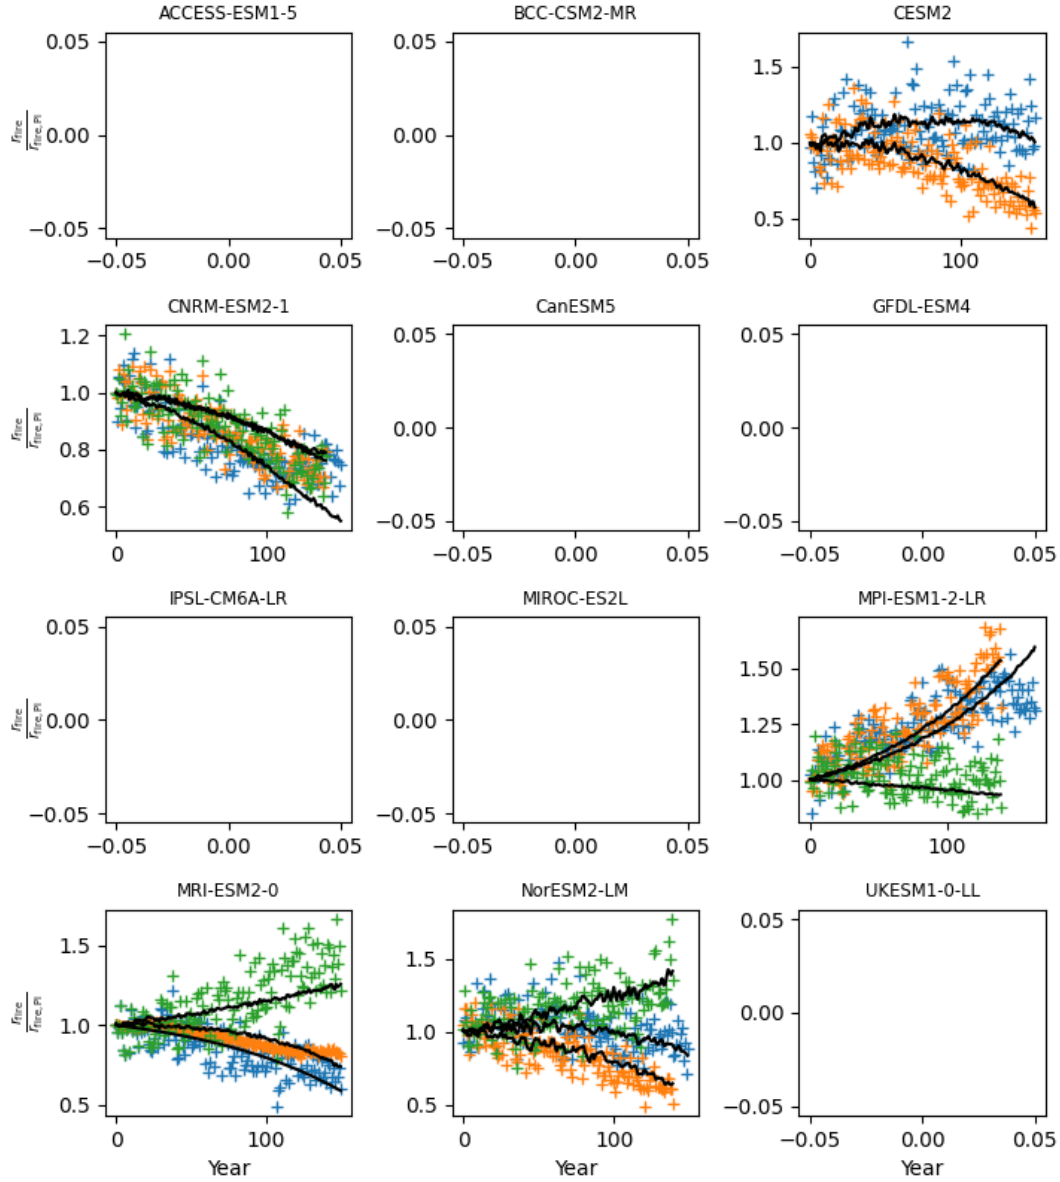 ACCESS-ESM1-5 BCC-CSM2-MR CESM2
0.05 0.05
1.5
r_fire / r_fire,PI 0.00 0.00 1.0
−0.05 −0.05 0.5
−0.05 0.00 0.05 −0.05 0.00 0.05 0 100
CNRM-ESM2-1 CanESM5 GFDL-ESM4
1.2 0.05 0.05
1.0
r_fire / r_fire,PI 0.00 0.00
0.8
0.6 −0.05 −0.05
0 100 −0.05 0.00 0.05 −0.05 0.00 0.05
IPSL-CM6A-LR MIROC-ES2L MPI-ESM1-2-LR
0.05 0.05
1.50
r_fire / r_fire,PI 0.00 0.00 1.25
1.00
−0.05 −0.05
−0.05 0.00 0.05 −0.05 0.00 0.05 0 100
MRI-ESM2-0 NorESM2-LM UKESM1-0-LL
0.05
1.5 1.5
r_fire / r_fire,PI 1.0 1.0 0.00
0.5 0.5 −0.05
0 100 0 100 −0.05 0.00 0.05
Year Year Year